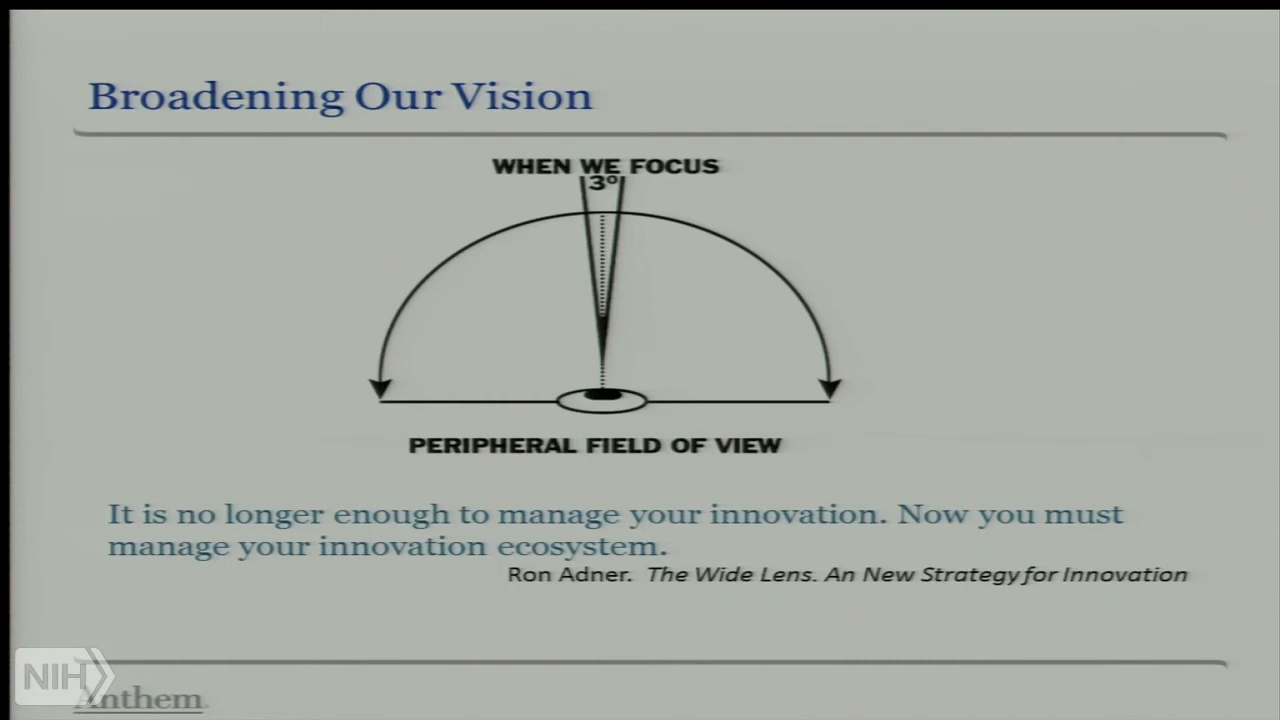 Broadening Our Vision
WHEN WE FOCUS
3°
PERIPHERAL FIELD OF VIEW
It is no longer enough to manage your innovation. Now you must
manage your innovation ecosystem.
Ron Adner. The Wide Lens. An New Strategy for Innovation
NIH
Anthem